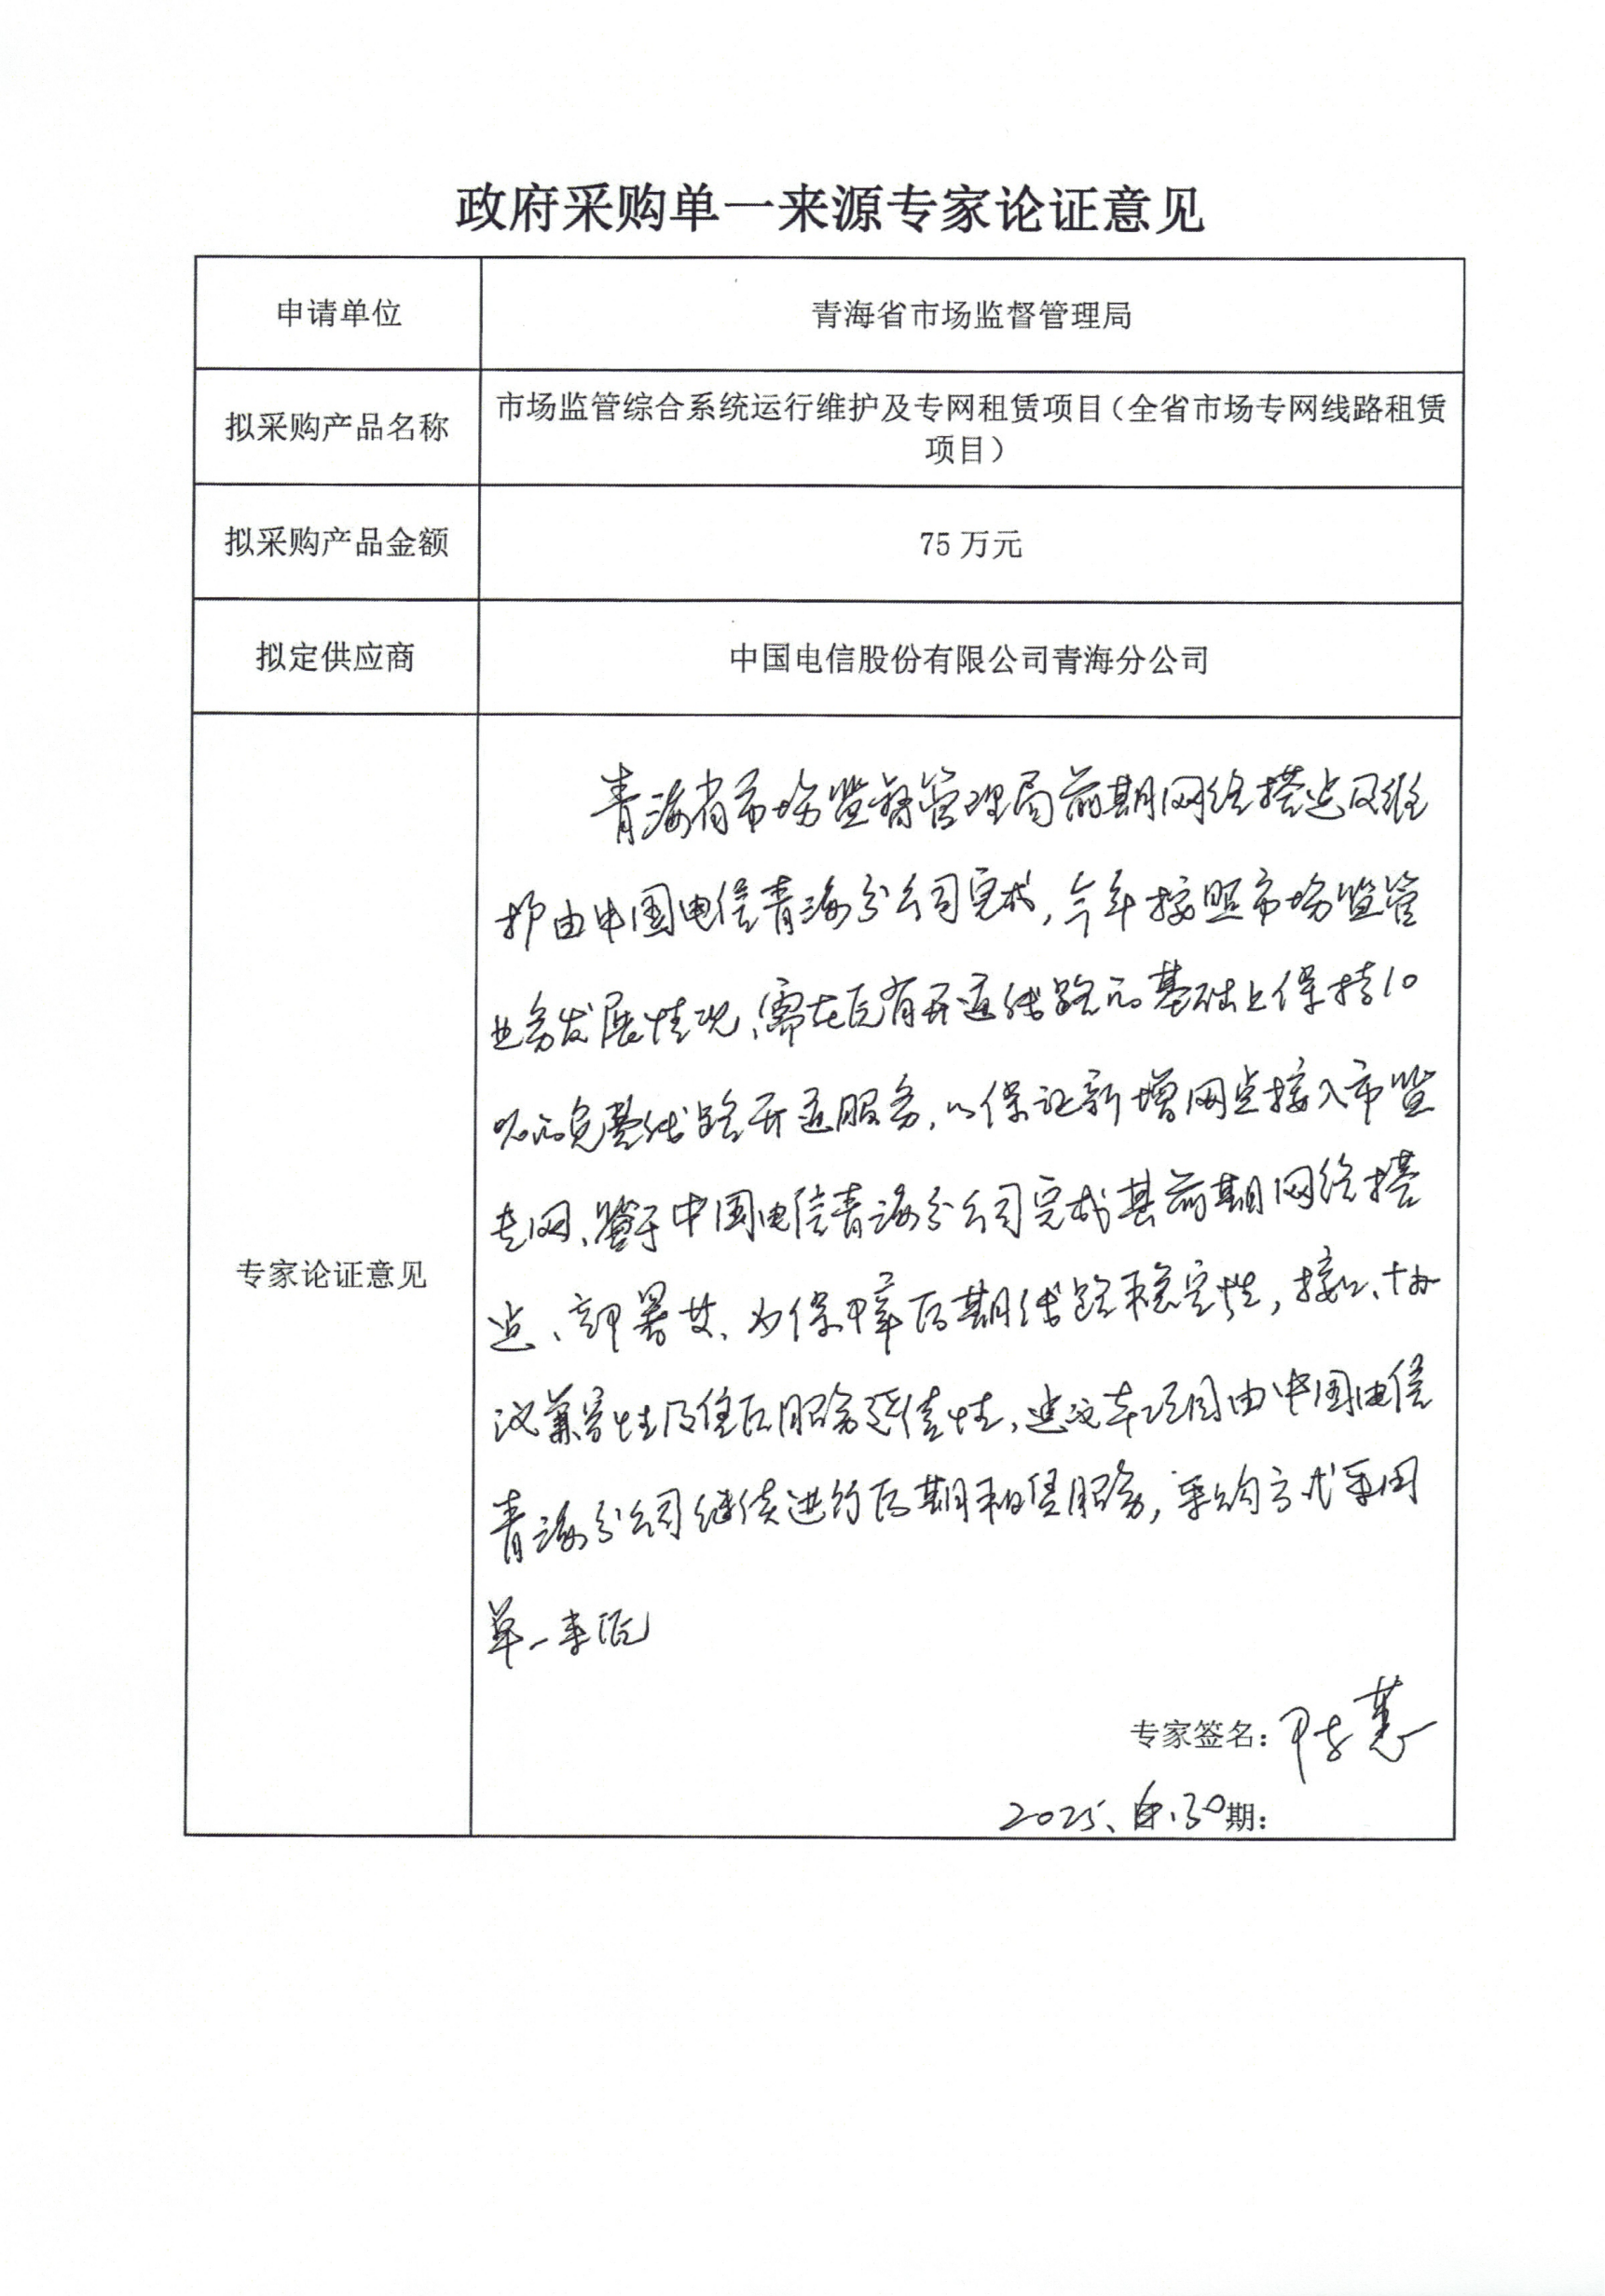 政府采购单一来源专家论证意见
申请单位
青海省市场监督管理局
拟采购产品名称
市场监管综合系统运行维护及专网租赁项目（全省市场专网线路租赁
项目）
拟采购产品金额
75万元
拟定供应商
中国电信股份有限公司青海分公司
专家论证意见
青海省市场监督管理局前期网络搭建及维
护由中国电信青海分公司完成，今年按照市场监管
业务发展情况、需在原有开通线路的基础上保持10
%的免费线路开通服务，以保证新增网点接入市监
专网、鉴于中国电信青海分公司完成其前期网络搭
建、部署等、为保障后期线路稳定性，接口、协
议兼容性及售后服务延续性，建议本项目由中国电信
青海分公司继续进行后期租赁服务，采购方式采用
单一来源
专家签名：
2025、6.30期：